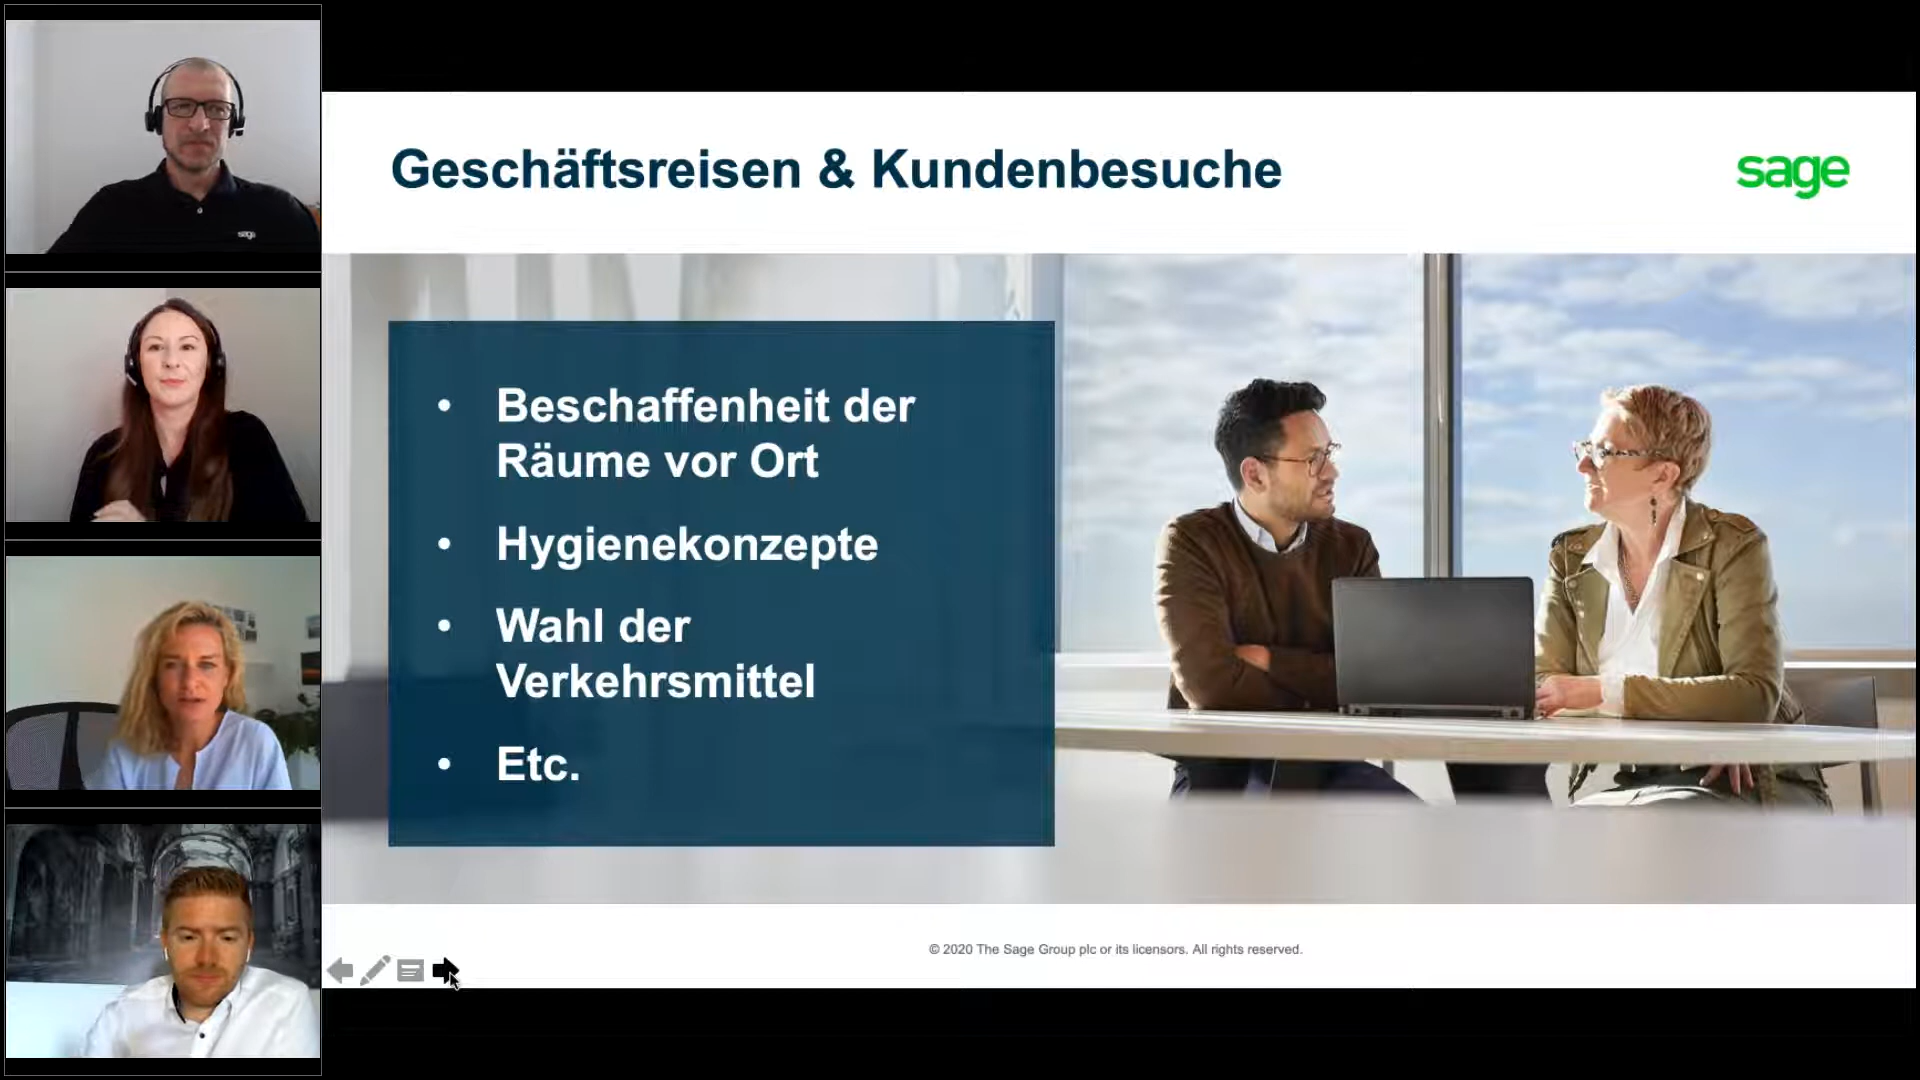 Geschäftsreisen & Kundenbesuche
sage
• Beschaffenheit der
Räume vor Ort
• Hygienekonzepte
• Wahl der
Verkehrsmittel
• Etc.
© 2020 The Sage Group plc or its licensors. All rights reserved.
sage